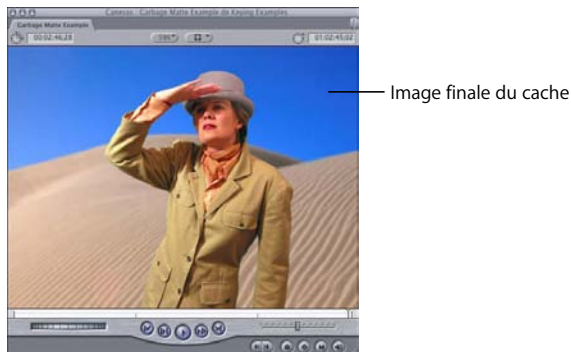 Canevas : Garbage Matte Example de Keying Examples
Garbage Matte Example
00:02:46;28
01:02:45;02
Image finale du cache